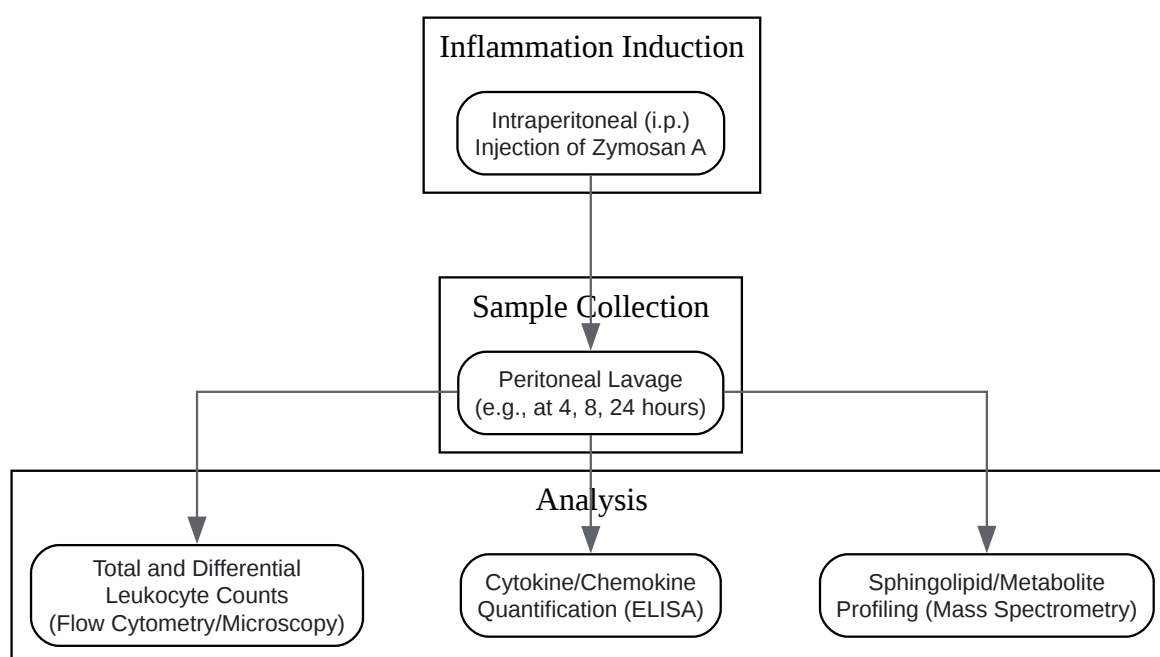 Inflammation Induction
Intraperitoneal (i.p.)
Injection of Zymosan A
Sample Collection
Peritoneal Lavage
(e.g., at 4, 8, 24 hours)
Analysis
Total and Differential
Leukocyte Counts
(Flow Cytometry/Microscopy)
Cytokine/Chemokine
Quantification (ELISA)
Sphingolipid/Metabolite
Profiling (Mass Spectrometry)